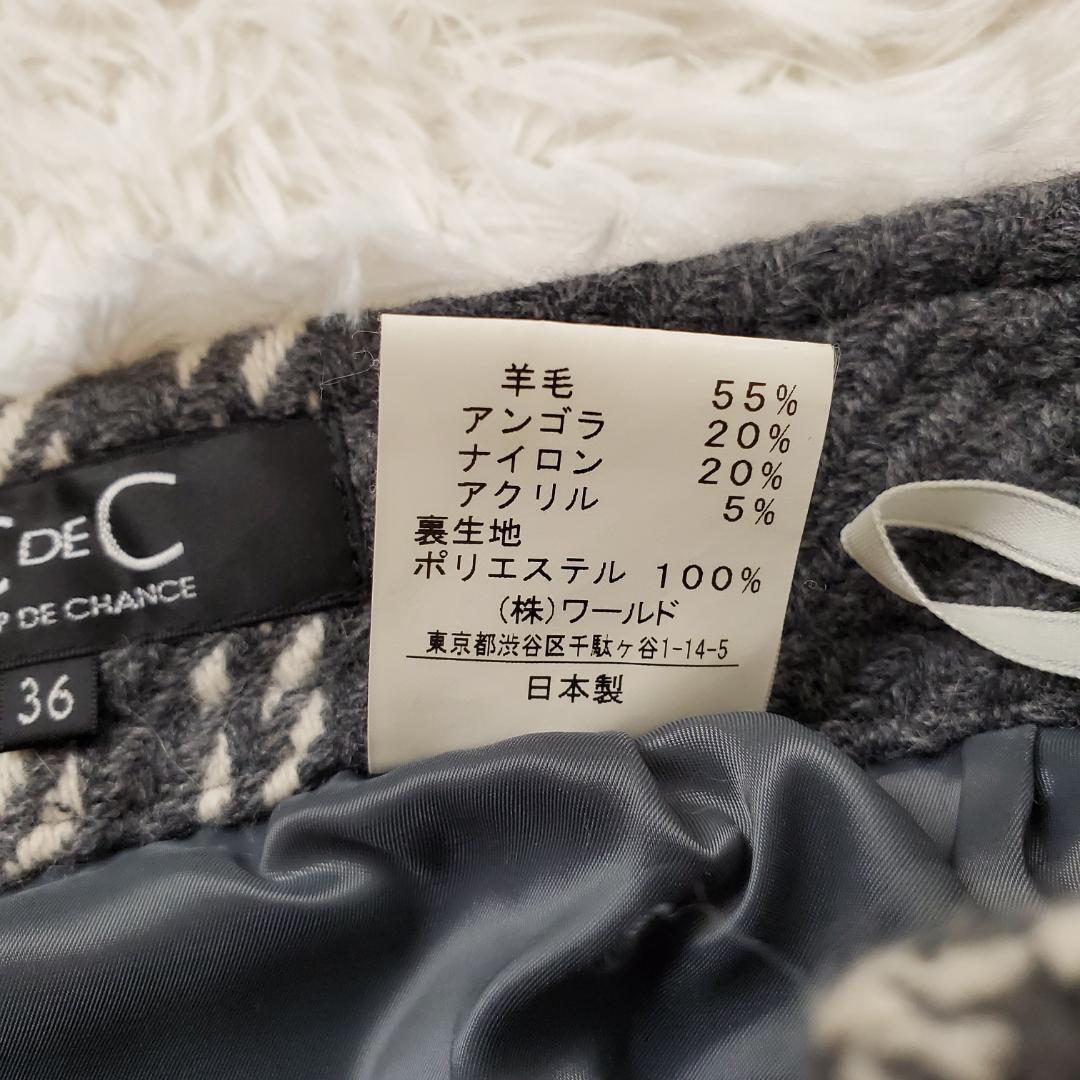 DE C
DE CHANCE
36
羊毛 55%
アンゴラ 20%
ナイロン 20%
アクリル 5%
裏生地
ポリエステル 100%
(株)ワールド
東京都渋谷区千駄ヶ谷1-14-5
日本製